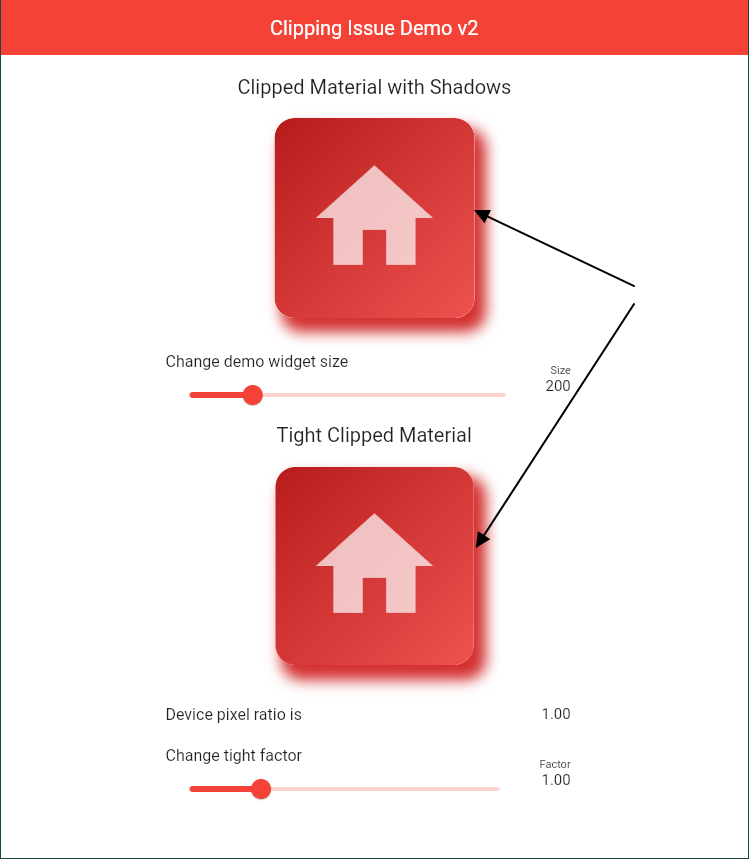 Clipping Issue Demo v2
Clipped Material with Shadows
Change demo widget size
Size
200
Tight Clipped Material
Device pixel ratio is
1.00
Change tight factor
Factor
1.00